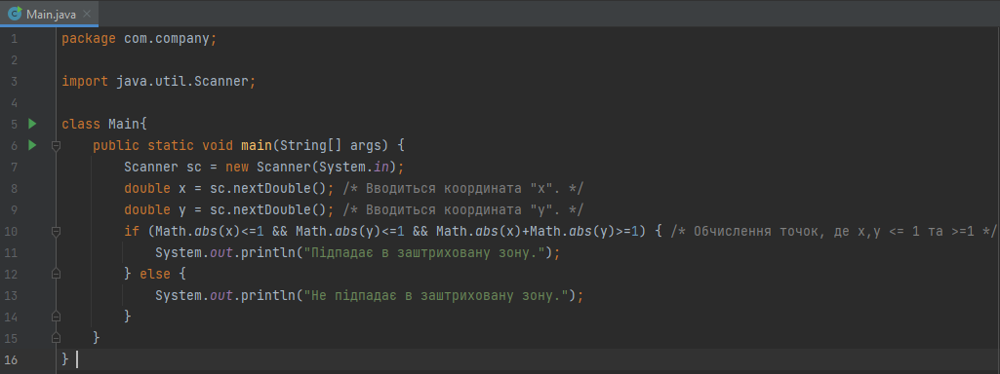 Main.java
1 package com.company;
2
3 import java.util.Scanner;
4
5 class Main{
6 public static void main(String[] args) {
7 Scanner sc = new Scanner(System.in);
8 double x = sc.nextDouble(); /* Вводиться координата "x". */
9 double y = sc.nextDouble(); /* Вводиться координата "y". */
10 if (Math.abs(x)<=1 && Math.abs(y)<=1 && Math.abs(x)+Math.abs(y)>=1) { /* Обчислення точок, де x,y <= 1 та >=1 */
11 System.out.println("Підпадає в заштриховану зону.");
12 } else {
13 System.out.println("Не підпадає в заштриховану зону.");
14 }
15 }
16 }